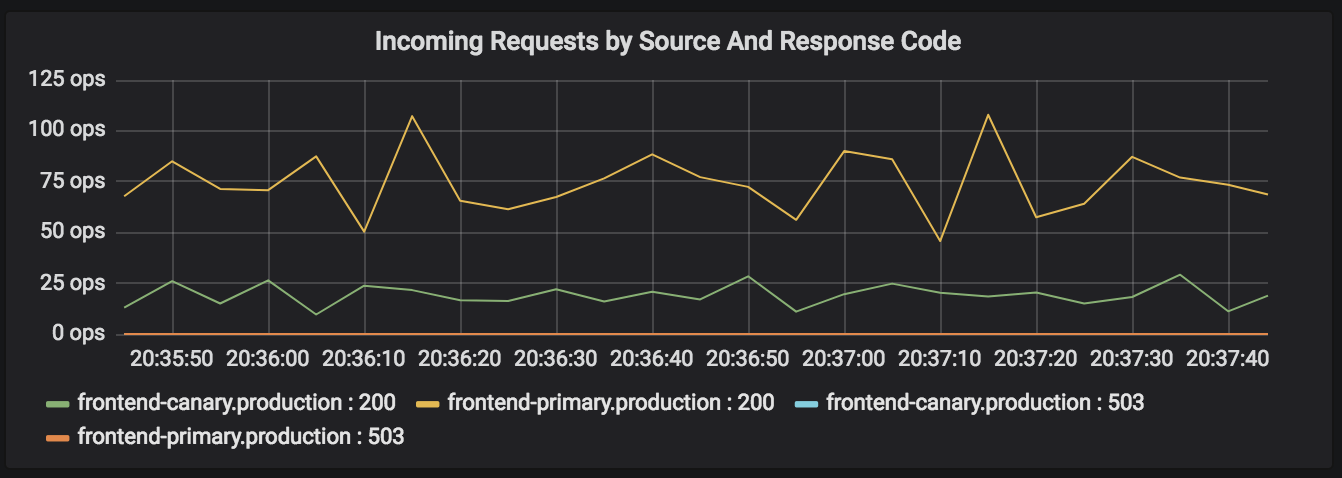 Incoming Requests by Source And Response Code
125 ops
100 ops
75 ops
50 ops
25 ops
0 ops
20:35:50 20:36:00 20:36:10 20:36:20 20:36:30 20:36:40 20:36:50 20:37:00 20:37:10 20:37:20 20:37:30 20:37:40
frontend-canary.production : 200 frontend-primary.production : 200 frontend-canary.production : 503
frontend-primary.production : 503